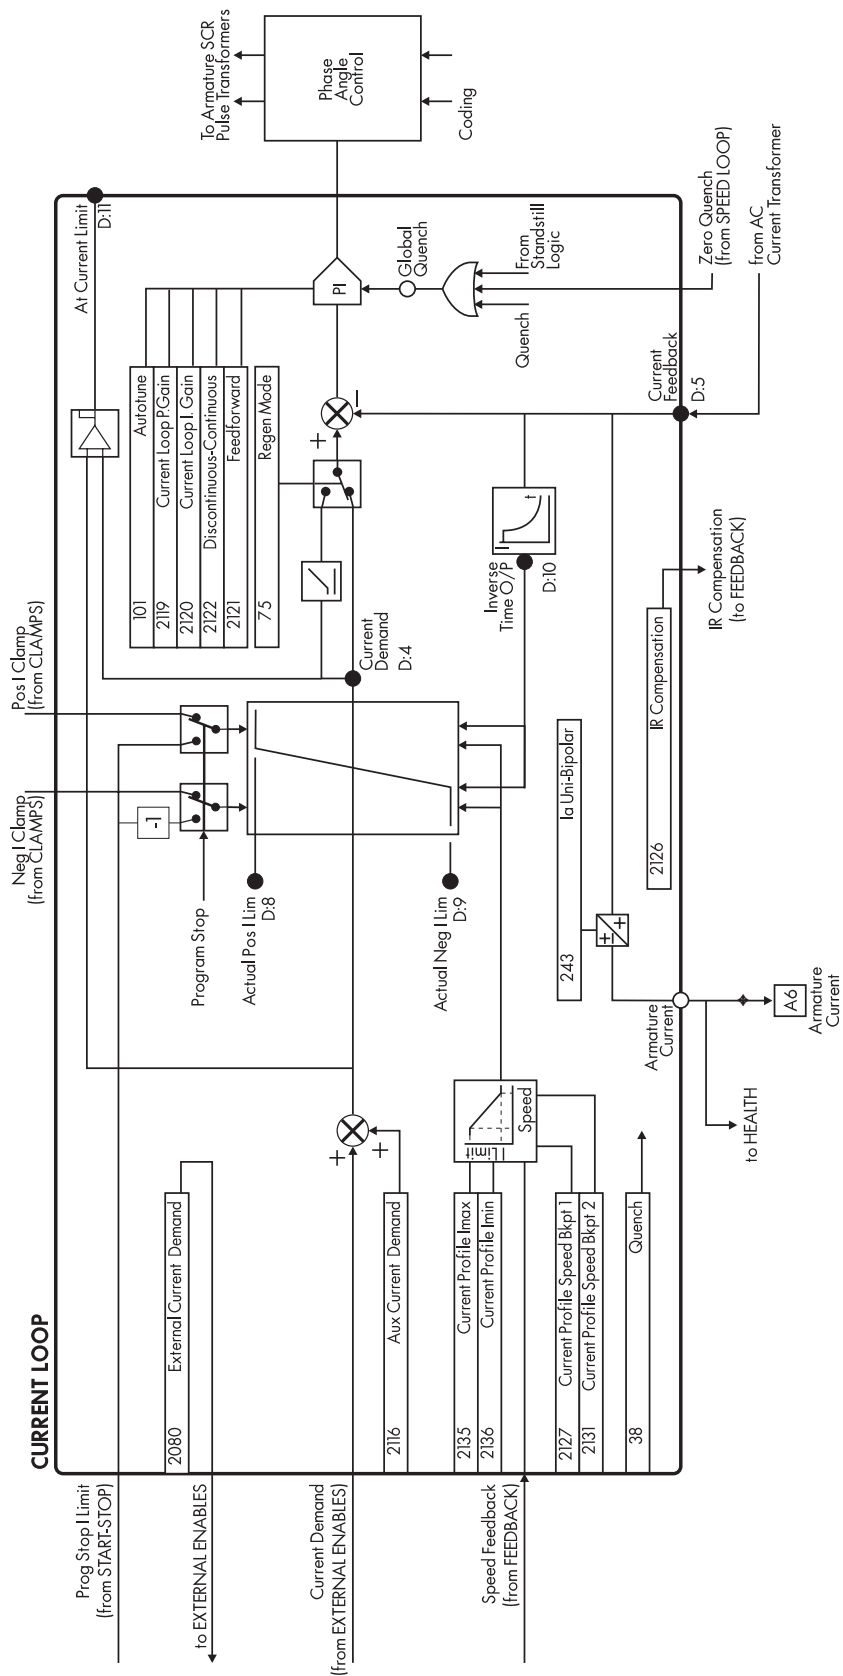 CURRENT LOOP
Prog Stop I Limit
(from START-STOP)
to EXTERNAL ENABLES
Current Demand
(from EXTERNAL ENABLES)
Speed Feedback
(from FEEDBACK)
2080 External Current Demand
2116 Aux Current Demand
2135 Current Profile Imax
2136 Current Profile Imin
2127 Current Profile Speed Bkpt 1
2131 Current Profile Speed Bkpt 2
38 Quench
I Limit
Speed
+
+
Neg I Clamp
(from CLAMPS)
Pos I Clamp
(from CLAMPS)
-1
Program Stop
Actual Pos I Lim
D:8
Actual Neg I Lim
D:9
243 Ia Uni-Bipolar
+
-
+
Armature
Current
to HEALTH
A6
Armature
Current
2126 IR Compensation
IR Compensation
(to FEEDBACK)
Current
Demand
D:4
Inverse
Time O/P
D:10
I
t
101 Autotune
2119 Current Loop P.Gain
2120 Current Loop I. Gain
2122 Discontinuous-Continuous
2121 Feedforward
75 Regen Mode
+
-
At Current Limit
D:11
PI
Global
Quench
Quench
From
Standstill
Logic
Current
Feedback
D:5
Zero Quench
(from SPEED LOOP)
from AC
Current Transformer
To Armature SCR
Pulse Transformers
Phase
Angle
Control
Coding